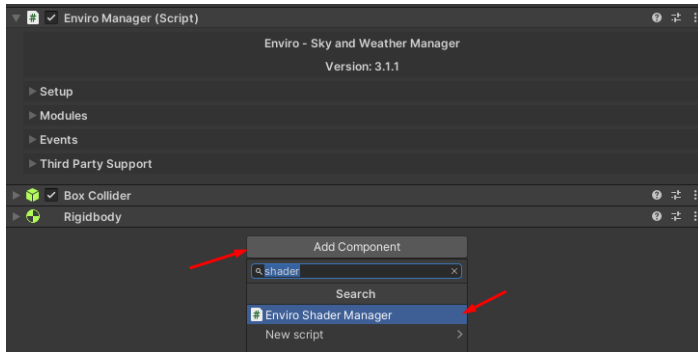 Enviro Manager (Script)
Enviro - Sky and Weather Manager
Version: 3.1.1
Setup
Modules
Events
Third Party Support
Box Collider
Rigidbody
Add Component
shader
Search
Enviro Shader Manager
New script